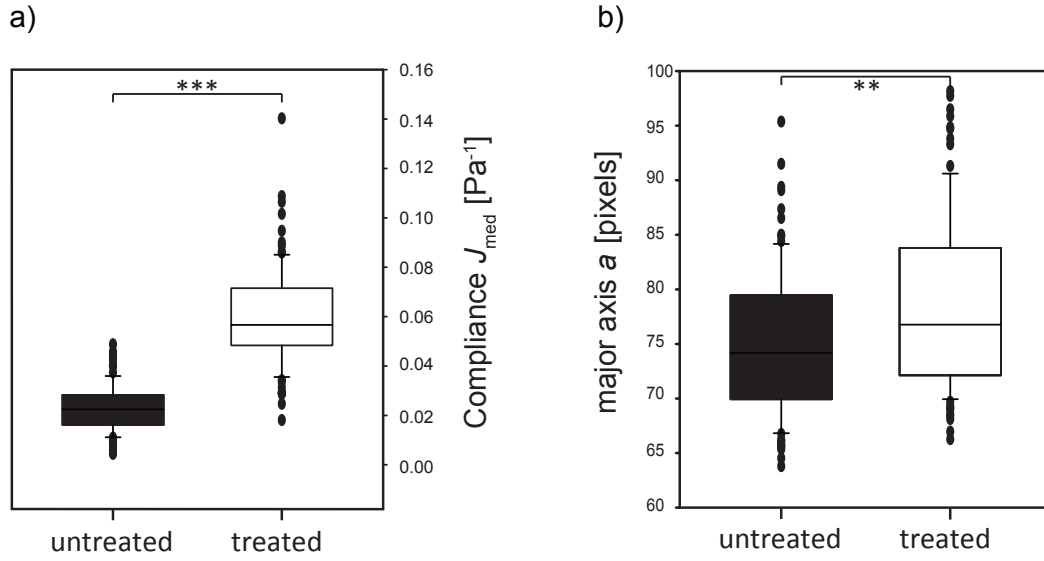 a)
***
0.16
0.14
0.12
0.10
0.08
0.06
0.04
0.02
0.00
Compliance Jmed [Pa-1]
untreated
treated
b)
**
100
95
90
85
80
75
70
65
60
major axis a [pixels]
untreated
treated